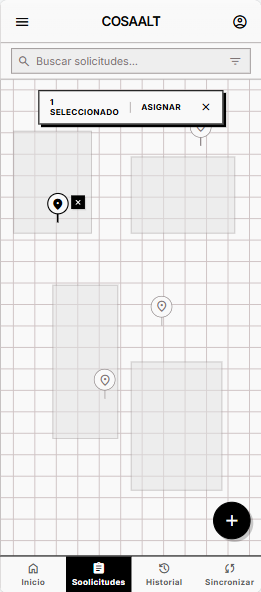 COSAALT
Buscar solicitudes...
1
SELECCIONADO
ASIGNAR
Inicio
Soolicitudes
Historial
Sincronizar